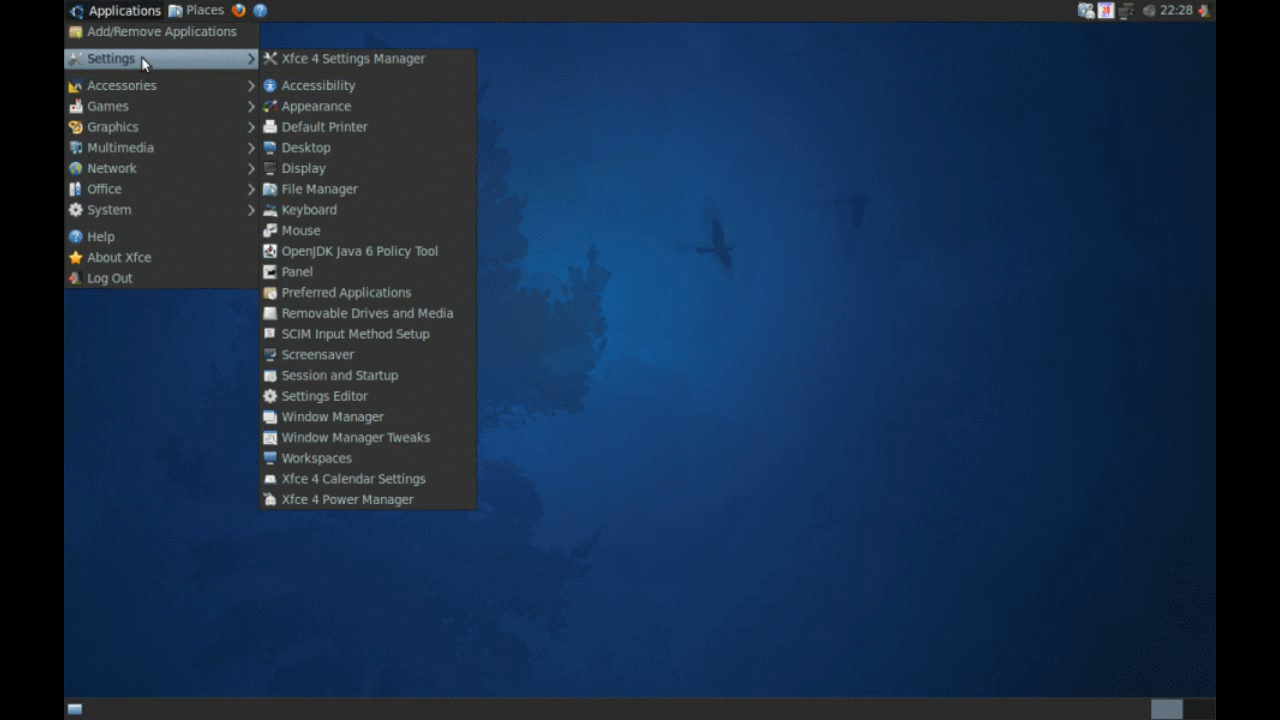 Applications Places 22:28
Add/Remove Applications
Settings
Accessories
Games
Graphics
Multimedia
Network
Office
System
Help
About Xfce
Log Out
Xfce 4 Settings Manager
Accessibility
Appearance
Default Printer
Desktop
Display
File Manager
Keyboard
Mouse
OpenJDK Java 6 Policy Tool
Panel
Preferred Applications
Removable Drives and Media
SCIM Input Method Setup
Screensaver
Session and Startup
Settings Editor
Window Manager
Window Manager Tweaks
Workspaces
Xfce 4 Calendar Settings
Xfce 4 Power Manager